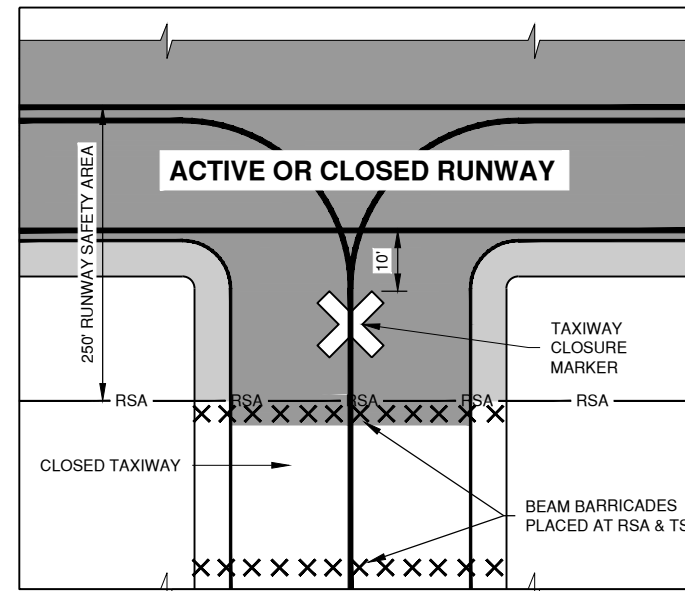 ACTIVE OR CLOSED RUNWAY
250' RUNWAY SAFETY AREA
10'
TAXIWAY
CLOSURE
MARKER
RSA RSA RSA RSA RSA
CLOSED TAXIWAY
BEAM BARRICADES
PLACED AT RSA & TS